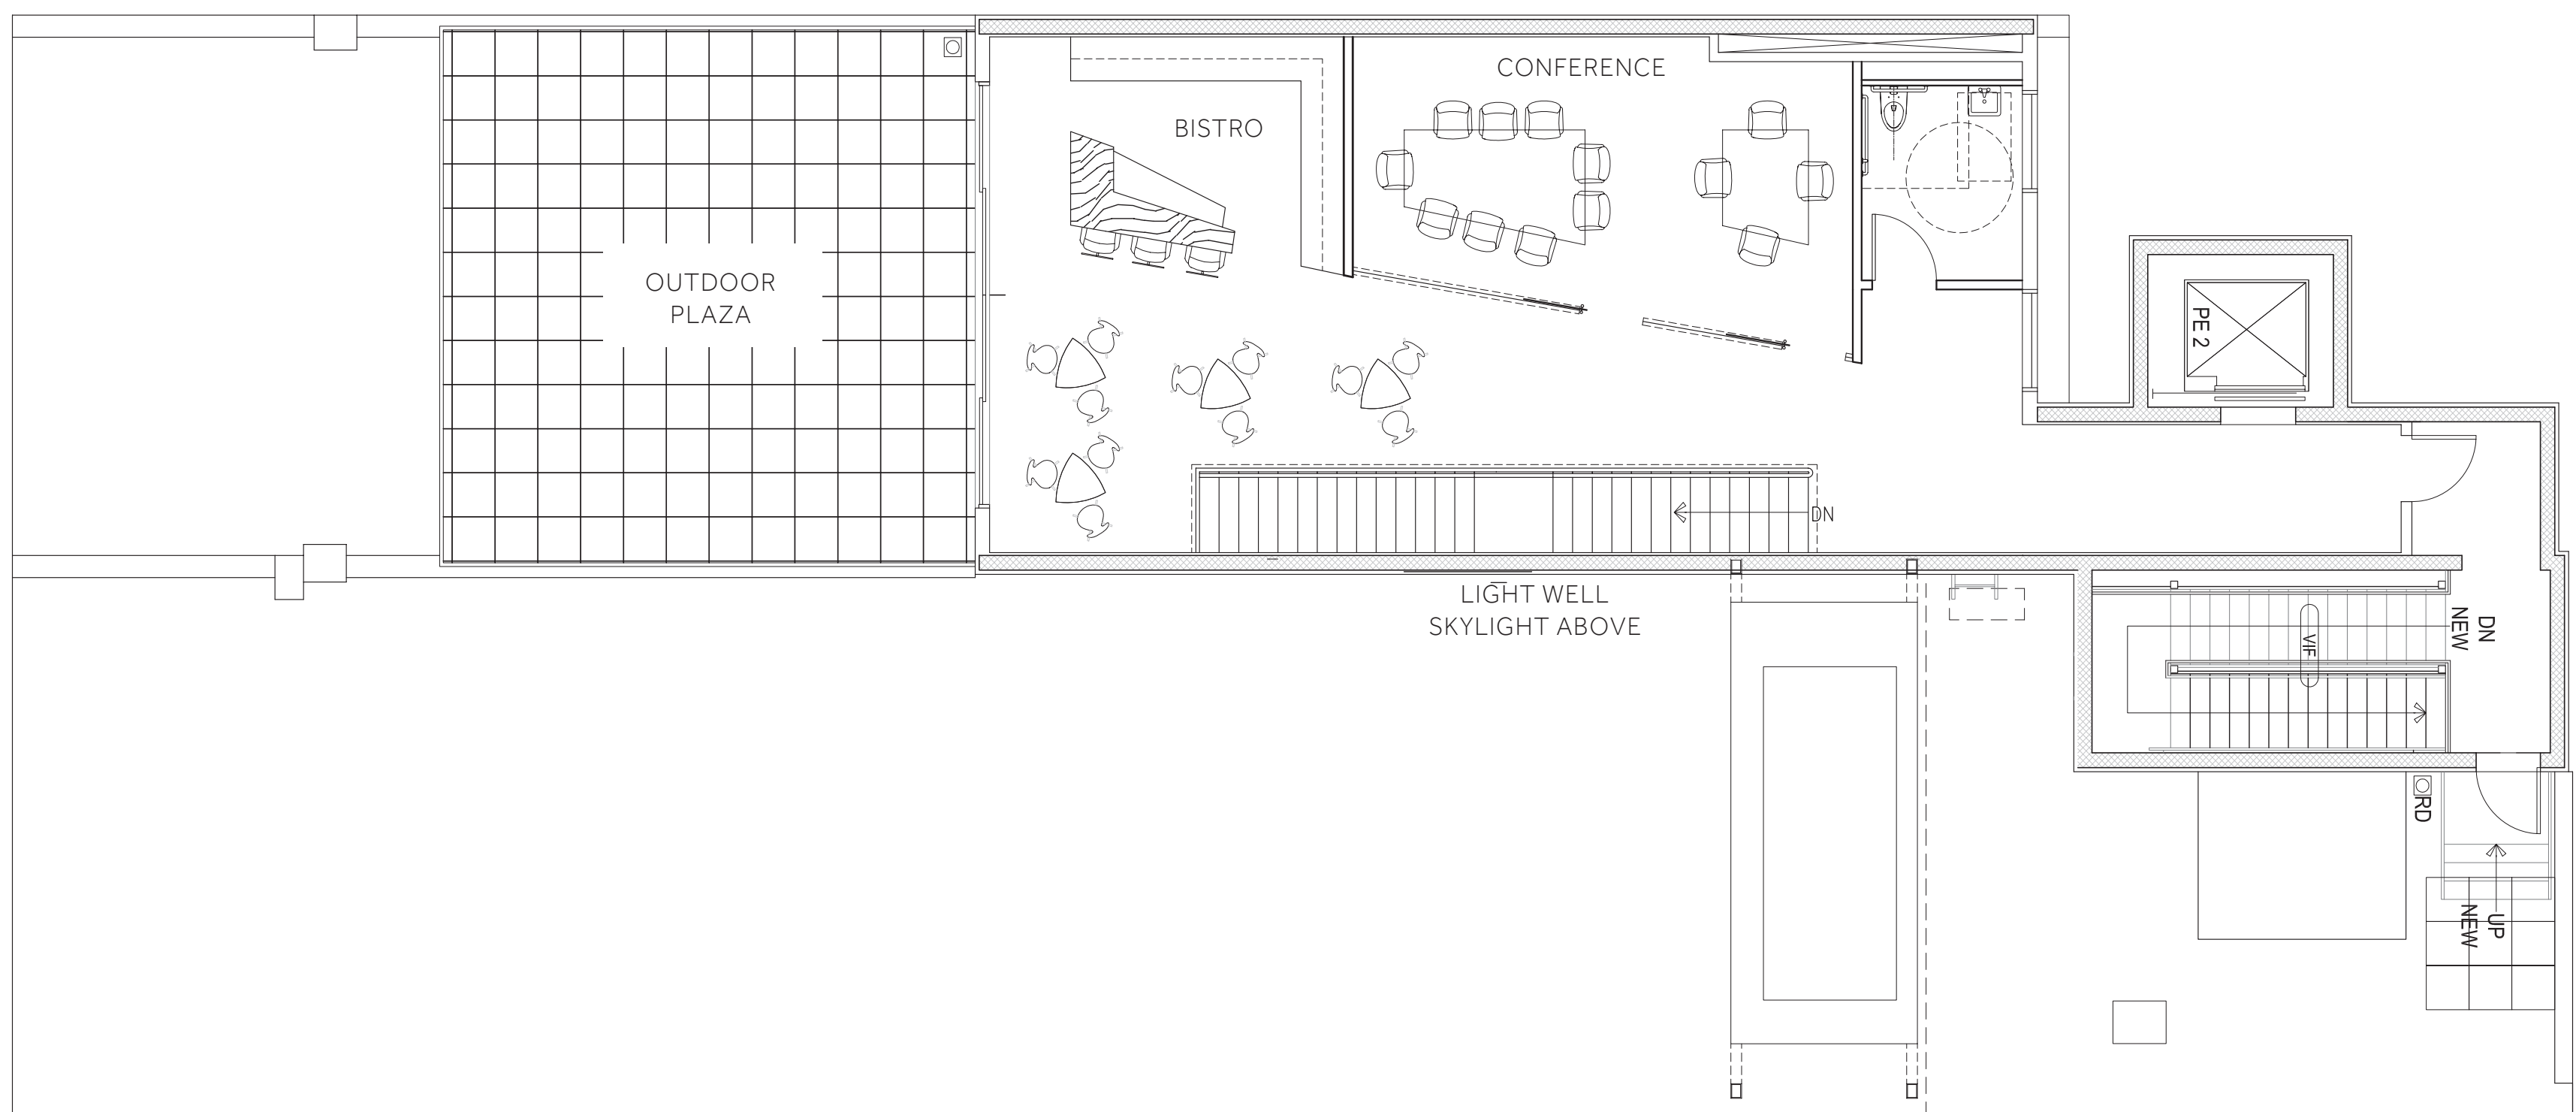 CONFERENCE
BISTRO
OUTDOOR
PLAZA
PE 2
DN
LIGHT WELL
SKYLIGHT ABOVE
DN
NEW
VIF
RD
UP
NEW